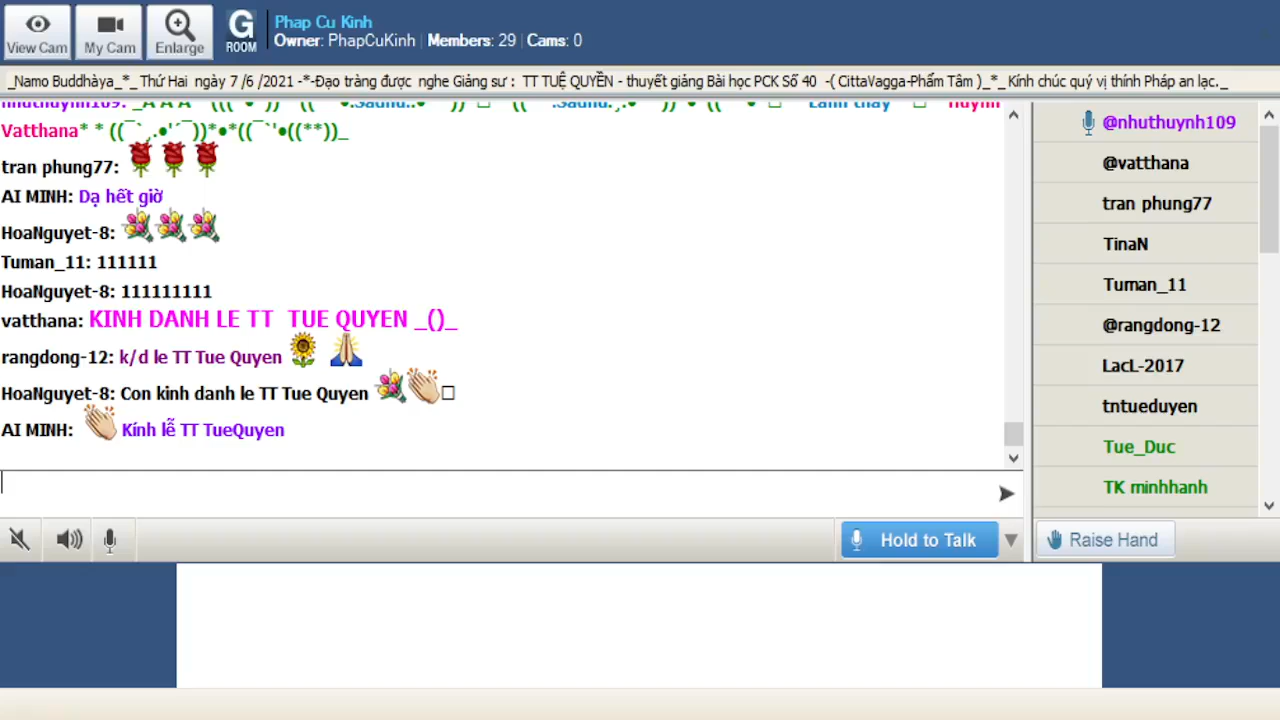 View Cam
My Cam
Enlarge
G
ROOM
Phap Cu Kinh
Owner: PhapCuKinh | Members: 29 | Cams: 0
_Namo Buddhàya_*_ Thứ Hai ngày 7 /6 /2021 -*-Đạo tràng được nghe Giảng sư : TT TUỆ QUYỀN - thuyết giảng Bài học PCK Số 40 -( CittaVagga-Phẩm Tâm )_*_ Kính chúc quý vị thính Pháp an lạc._
nhuthuynh109:
Vatthana* *
tran phung77:
AI MINH: Dạ hết giờ
HoaNguyet-8:
Tuman_11: 111111
HoaNguyet-8: 111111111
vatthana: KINH DANH LE TT TUE QUYEN _()_
rangdong-12: k/d le TT Tue Quyen
HoaNguyet-8: Con kinh danh le TT Tue Quyen
AI MINH: Kính lễ TT TueQuyen
@nhuthuynh109
@vatthana
tran phung77
TinaN
Tuman_11
@rangdong-12
LacL-2017
tntueduyen
Tue_Duc
TK minhhanh
Hold to Talk
Raise Hand